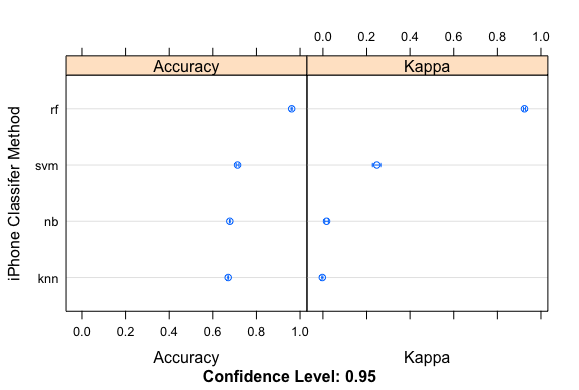 0.0 0.2 0.4 0.6 0.8 1.0
Accuracy Kappa
iPhone Classifer Method
rf
svm
nb
knn
0.0 0.2 0.4 0.6 0.8 1.0
Accuracy Kappa
Confidence Level: 0.95